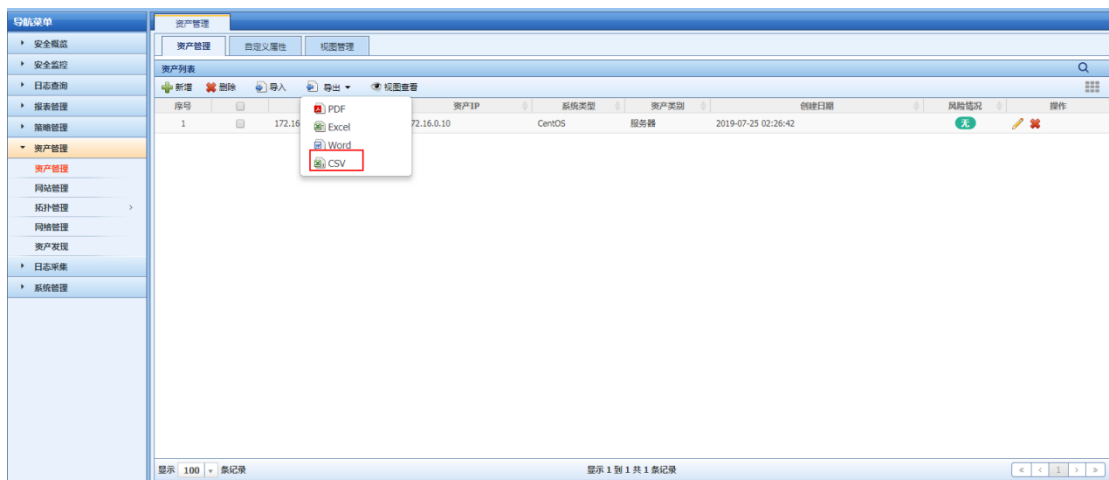 导航菜单
资产管理
安全概览
资产管理 自定义属性 视图管理
安全监控
资产列表
日志查询
新增 删除 导入 导出 视图查看
报表管理
序号 资产IP 系统类型 资产类别 创建日期 风险情况 操作
PDF
策略管理
1 172.16 72.16.0.10 CentOS 服务器 2019-07-25 02:26:42 无
Excel
资产管理
Word
资产管理
CSV
网站管理
拓扑管理
网络管理
资产发现
日志采集
系统管理
显示 100 条记录 显示 1 到 1 共 1 条记录 « < 1 > »